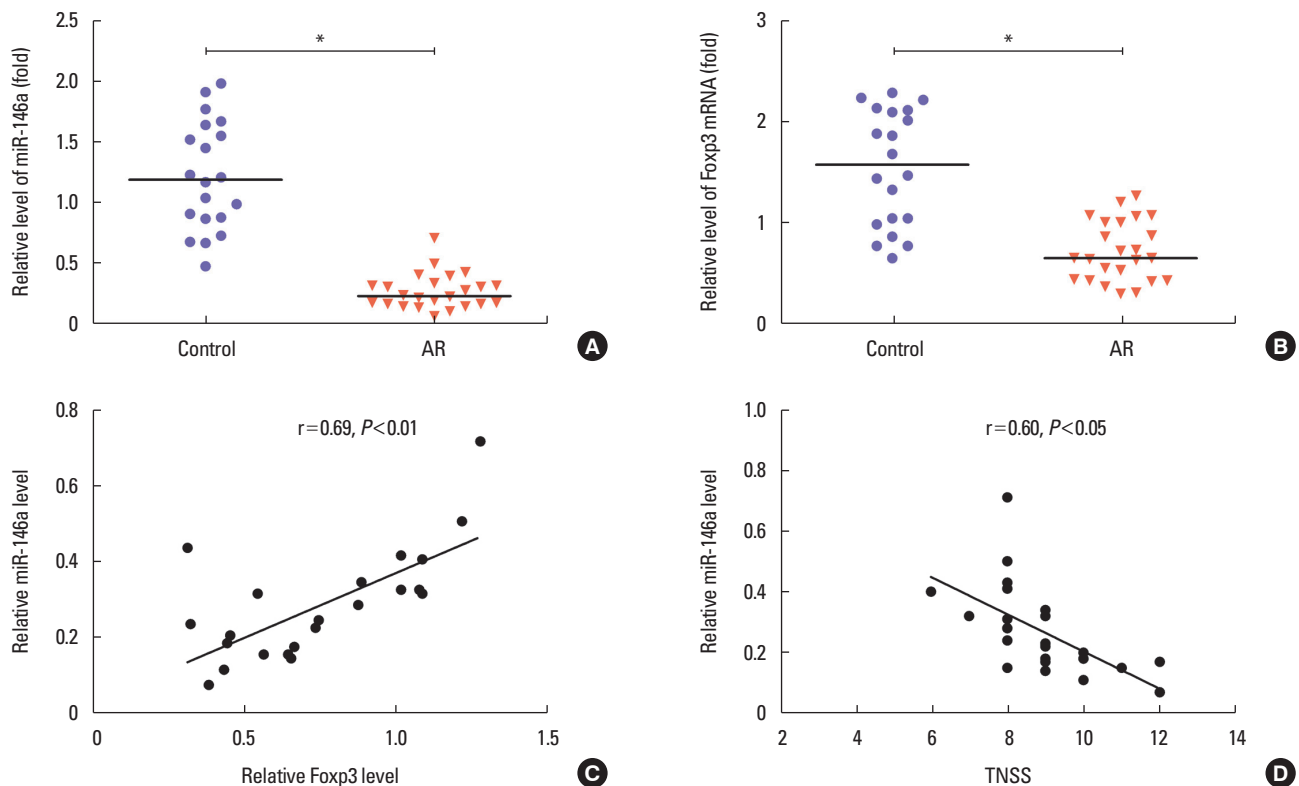 Relative level of miR-146a (fold)
2.5
2.0
1.5
1.0
0.5
0
*
Control
AR
A
Relative level of Foxp3 mRNA (fold)
3
2
1
0
*
Control
AR
B
Relative miR-146a level
0.8
0.6
0.4
0.2
0
r=0.69, P<0.01
0
0.5
1.0
1.5
Relative Foxp3 level
C
Relative miR-146a level
1.0
0.8
0.6
0.4
0.2
0
r=0.60, P<0.05
2
4
6
8
10
12
14
TNSS
D